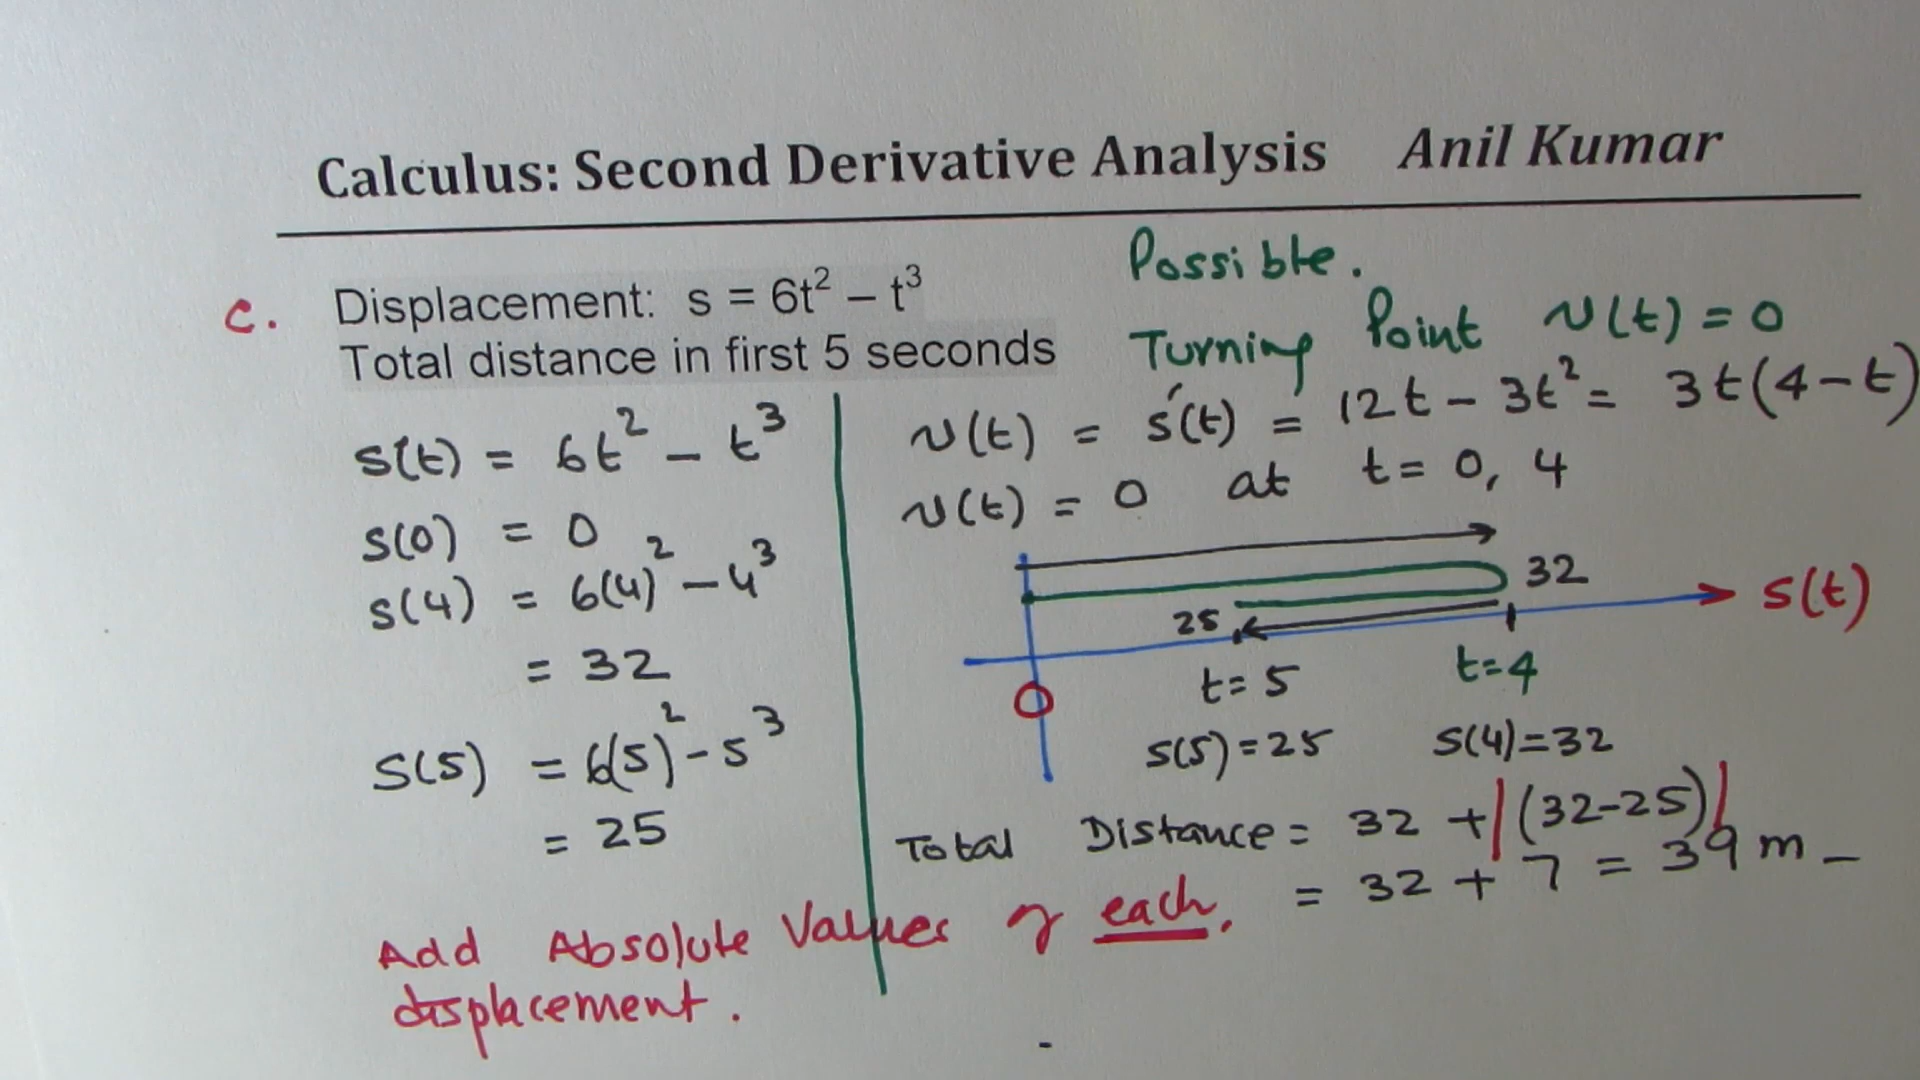 Calculus: Second Derivative Analysis Anil Kumar
c. Displacement: s = 6t² – t³
Total distance in first 5 seconds
s(t) = 6t² – t³
s(0) = 0
s(4) = 6(4)² – 4³
= 32
s(5) = 6(5)² - 5³
= 25
Possible.
Turning Point v(t) = 0
v(t) = s'(t) = 12t – 3t² = 3t(4–t)
v(t) = 0 at t = 0, 4
32
25
s(t)
0
t=5 t=4
s(5)=25 s(4)=32
Total Distance = 32 + |(32-25)|
= 32 + 7 = 39 m –
Add Absolute Values of each.
displacement.